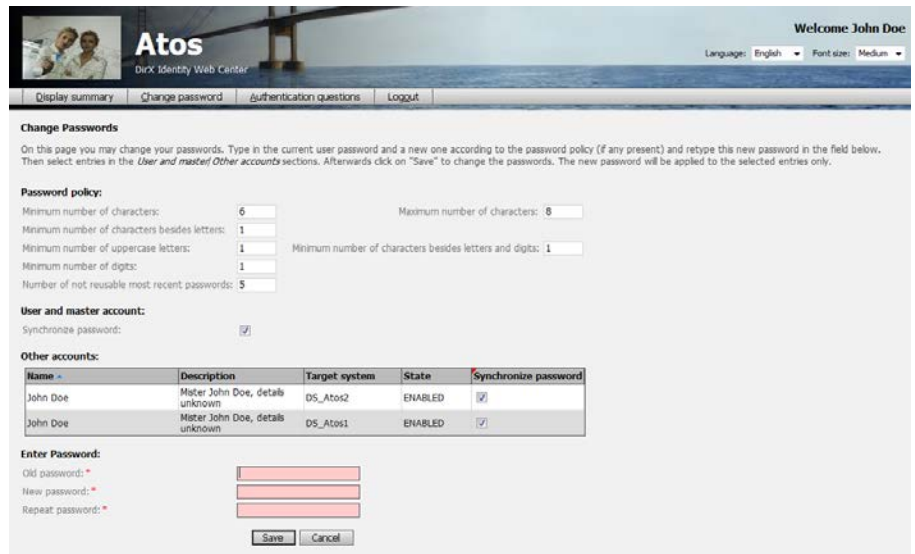 Welcome John Doe
Atos
DirX Identity Web Center
Language: English Font size: Medium
Display summary Change password Authentication questions Logout
Change Passwords
On this page you may change your passwords. Type in the current user password and a new one according to the password policy (if any present) and retype this new password in the field below.
Then select entries in the User and master/Other accounts sections. Afterwards click on "Save" to change the passwords. The new password will be applied to the selected entries only.
Password policy:
Minimum number of characters: 6 Maximum number of characters: 8
Minimum number of characters besides letters: 1
Minimum number of uppercase letters: 1 Minimum number of characters besides letters and digits: 1
Minimum number of digits: 1
Number of not reusable most recent passwords: 5
User and master account:
Synchronize password:
Other accounts:
Name Description Target system State Synchronize password
John Doe Mister John Doe, details unknown DS_Atos2 ENABLED
John Doe Mister John Doe, details unknown DS_Atos1 ENABLED
Enter Password:
Old password: *
New password: *
Repeat password: *
Save Cancel